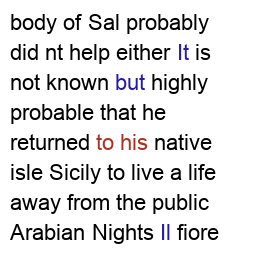 body of Sal probably
did nt help either It is
not known but highly
probable that he
returned to his native
isle Sicily to live a life
away from the public
Arabian Nights Il fiore